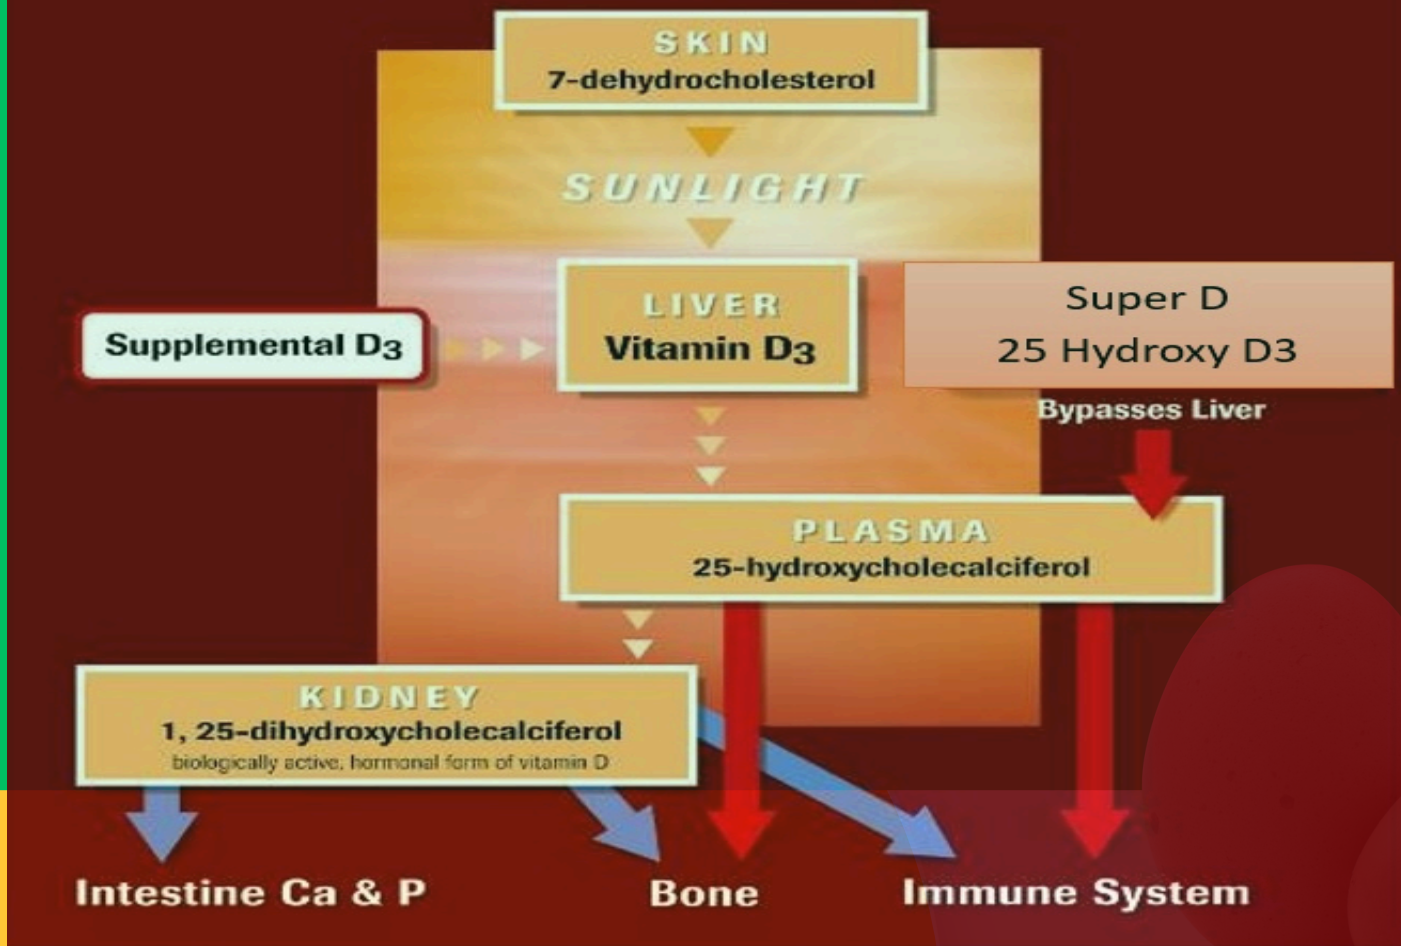 SKIN
7-dehydrocholesterol
SUNLIGHT
LIVER
Vitamin D3
Supplemental D3
Super D
25 Hydroxy D3
Bypasses Liver
PLASMA
25-hydroxycholecalciferol
KIDNEY
1, 25-dihydroxycholecalciferol
biologically active, hormonal form of vitamin D
Intestine Ca & P
Bone
Immune System